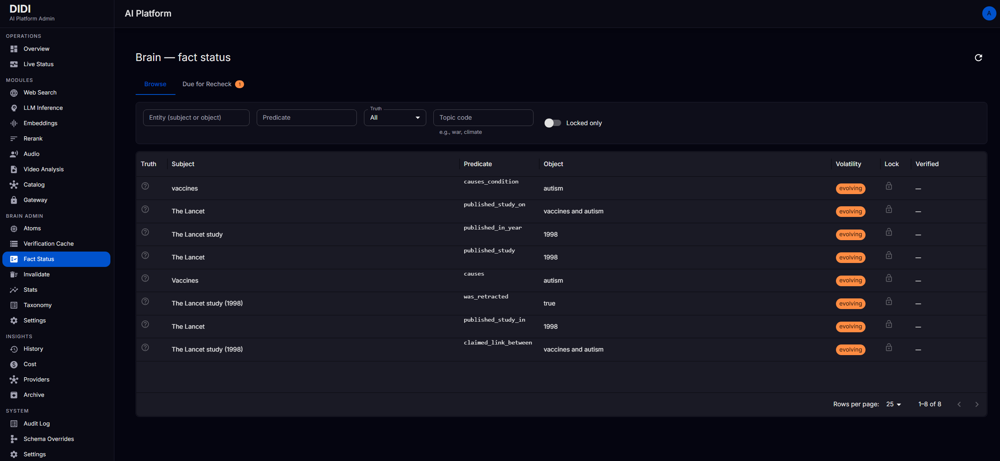 DIDI
AI Platform Admin
OPERATIONS
Overview
Live Status
MODULES
Web Search
LLM Inference
Embeddings
Rerank
Audio
Video Analysis
Catalog
Gateway
BRAIN ADMIN
Atoms
Verification Cache
Fact Status
Invalidate
Stats
Taxonomy
Settings
INSIGHTS
History
Cost
Providers
Archive
SYSTEM
Audit Log
Schema Overrides
Settings
AI Platform
A
Brain — fact status
Browse Due for Recheck 1
Entity (subject or object) Predicate Truth All Topic code Locked only
e.g., war, climate
Truth Subject Predicate Object Volatility Lock Verified
vaccines causes_condition autism evolving —
The Lancet published_study_on vaccines and autism evolving —
The Lancet study published_in_year 1998 evolving —
The Lancet published_study 1998 evolving —
Vaccines causes autism evolving —
The Lancet study (1998) was_retracted true evolving —
The Lancet published_study_in 1998 evolving —
The Lancet study (1998) claimed_link_between vaccines and autism evolving —
Rows per page: 25 1–8 of 8